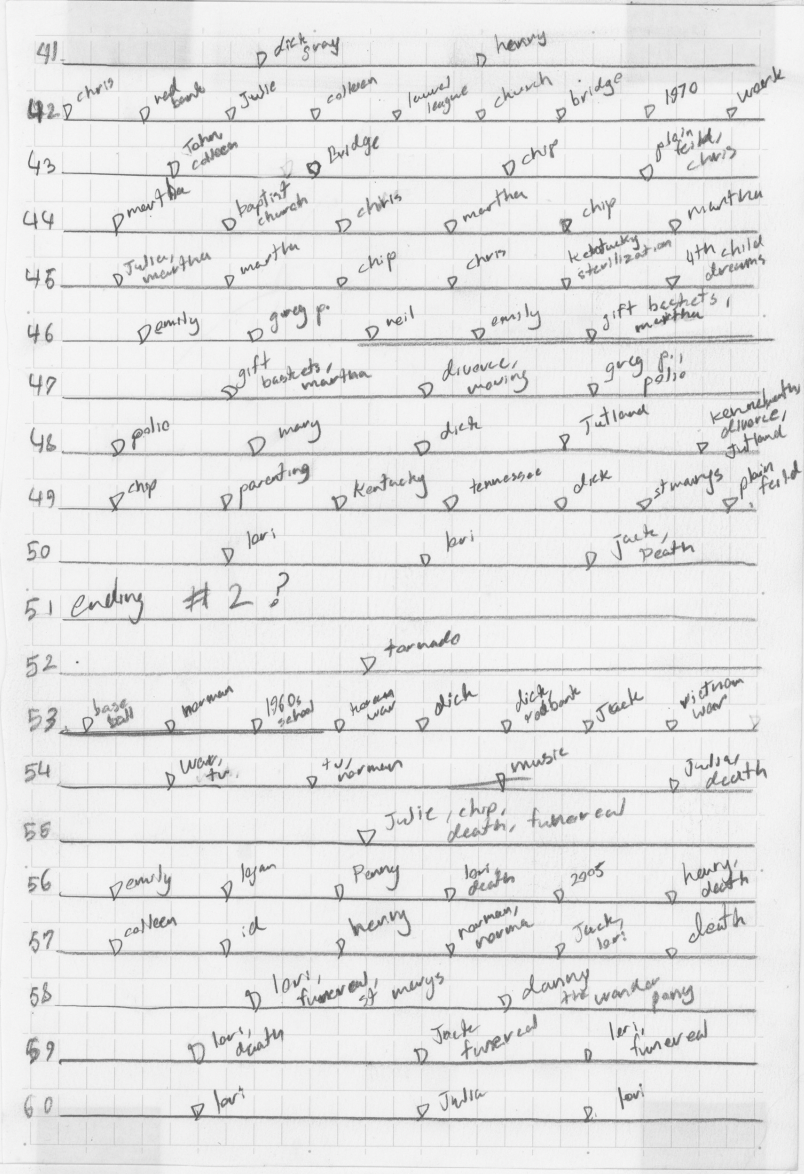 41. dick gray henry
42 chris red bank Julie colleen laurel league church bridge 1970 work
43 John colleen Bridge chip plain feild, chris
44 martha baptist church chris martha chip martha
45 Julia, martha martha chip chris kentucky sterilization 4th child dreams
46 emily greg p. neil emily gift baskets, martha
47 gift baskets, martha divorce, moving greg p., polio
48 polio mary dick Jutland divorce, Jutland
49 chip parenting Kentucky tennessee dick st marys plain feild
50 lori lori Jack, Death
51 ending #2?
52 tornado
53 base ball norman 1960s school korean war dick dick, redbank Jack vietnam war
54 War, tv. tv, norman music Julia, death
55 Julie, chip, death, funereal
56 emily logan Penny lori, death 2005 henry, death
57 colleen id henry norman, norma Jack, lori death
58 lori, funereal, st marys danny the wonder pony
59 lori, death Jack funereal lori, funereal
60 lori Julia lori